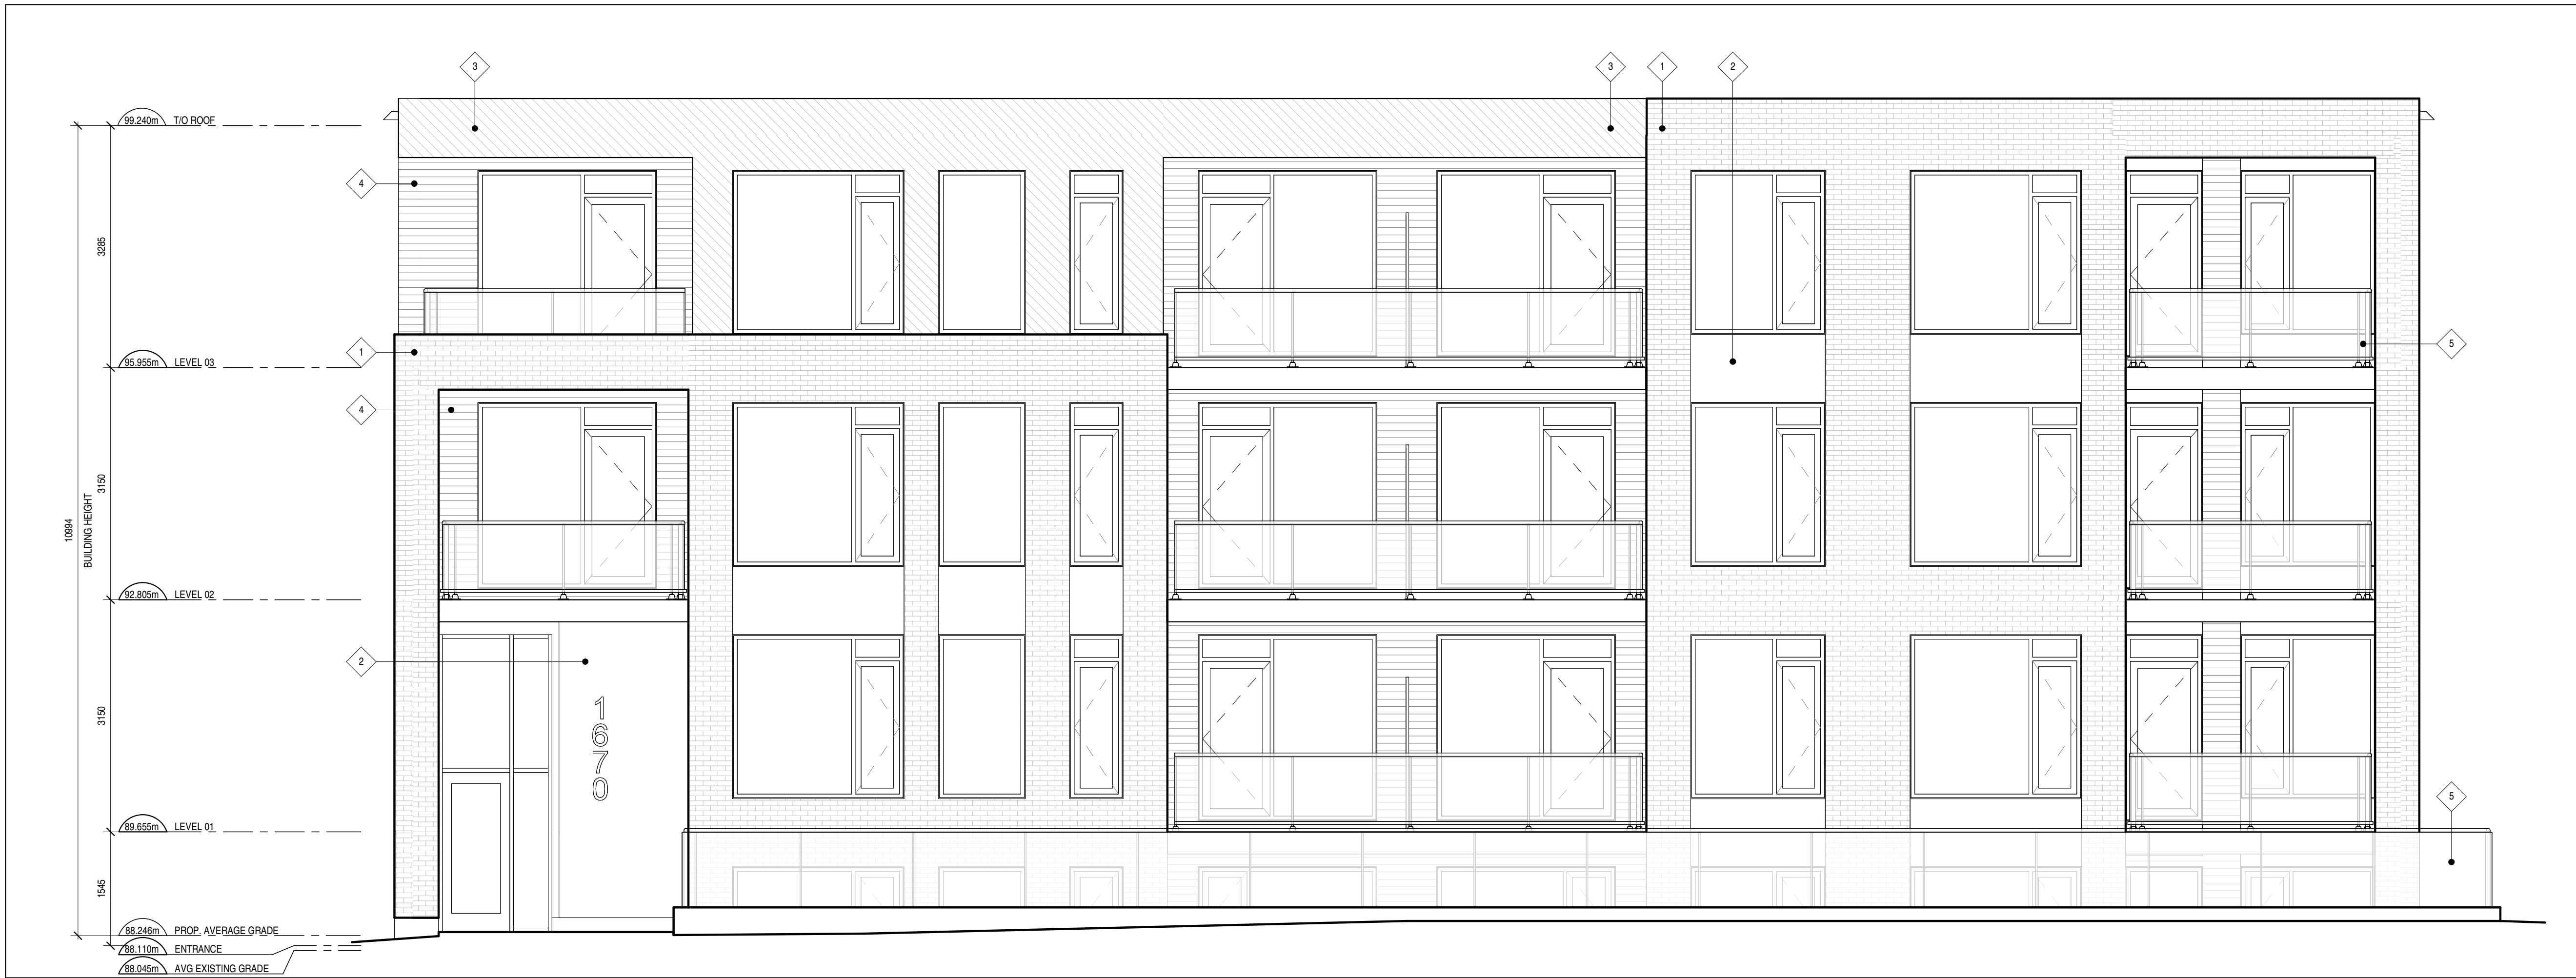 3
3
1
2
99.240m T/O ROOF
4
3285
5
1
95.955m LEVEL 03
4
3150
10994
BUILDING HEIGHT
92.805m LEVEL 02
2
1
6
7
0
3150
5
89.655m LEVEL 01
1545
88.246m PROP. AVERAGE GRADE
88.110m ENTRANCE
88.045m AVG EXISTING GRADE